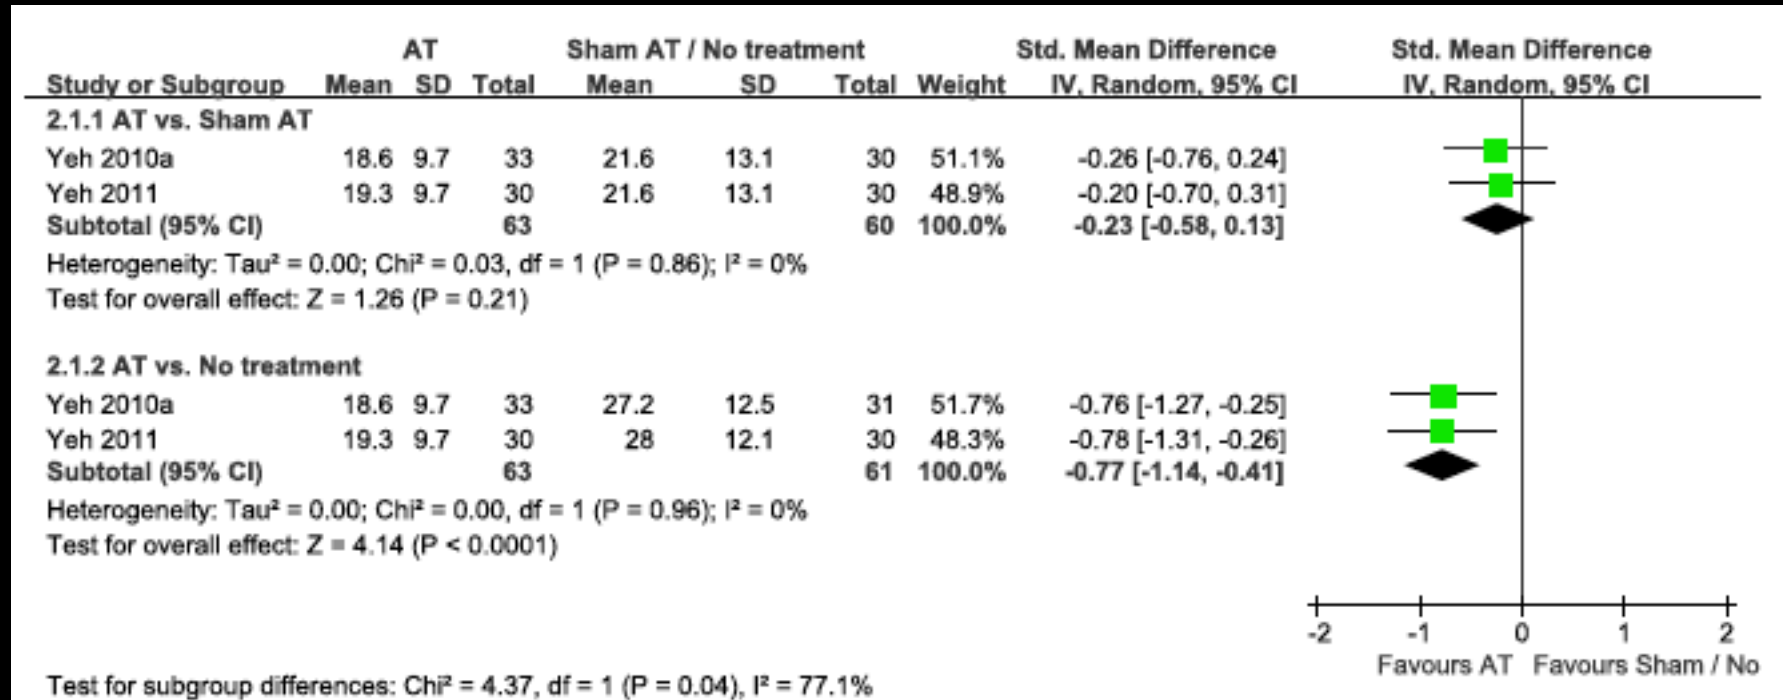 AT Sham AT / No treatment Std. Mean Difference Std. Mean Difference
Study or Subgroup Mean SD Total Mean SD Total Weight IV, Random, 95% CI IV, Random, 95% CI
2.1.1 AT vs. Sham AT
Yeh 2010a 18.6 9.7 33 21.6 13.1 30 51.1% -0.26 [-0.76, 0.24]
Yeh 2011 19.3 9.7 30 21.6 13.1 30 48.9% -0.20 [-0.70, 0.31]
Subtotal (95% CI) 63 60 100.0% -0.23 [-0.58, 0.13]
Heterogeneity: Tau² = 0.00; Chi² = 0.03, df = 1 (P = 0.86); I² = 0%
Test for overall effect: Z = 1.26 (P = 0.21)
2.1.2 AT vs. No treatment
Yeh 2010a 18.6 9.7 33 27.2 12.5 31 51.7% -0.76 [-1.27, -0.25]
Yeh 2011 19.3 9.7 30 28 12.1 30 48.3% -0.78 [-1.31, -0.26]
Subtotal (95% CI) 63 61 100.0% -0.77 [-1.14, -0.41]
Heterogeneity: Tau² = 0.00; Chi² = 0.00, df = 1 (P = 0.96); I² = 0%
Test for overall effect: Z = 4.14 (P < 0.0001)
-2 -1 0 1 2
Favours AT Favours Sham / No
Test for subgroup differences: Chi² = 4.37, df = 1 (P = 0.04), I² = 77.1%